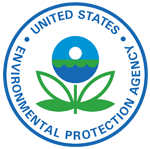 UNITED STATES
ENVIRONMENTAL PROTECTION AGENCY